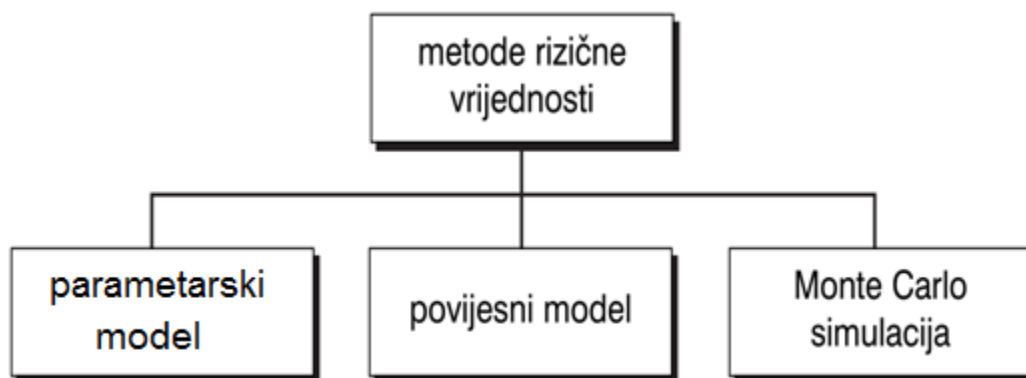 metode rizične
vrijednosti
parametarski
model
povijesni model
Monte Carlo
simulacija